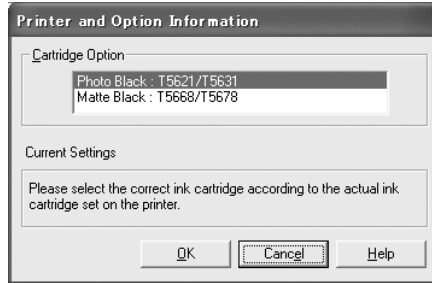 Printer and Option Information
Cartridge Option
Photo Black : T5621/T5631
Matte Black : T5668/T5678
Current Settings
Please select the correct ink cartridge according to the actual ink
cartridge set on the printer.
OK Cancel Help